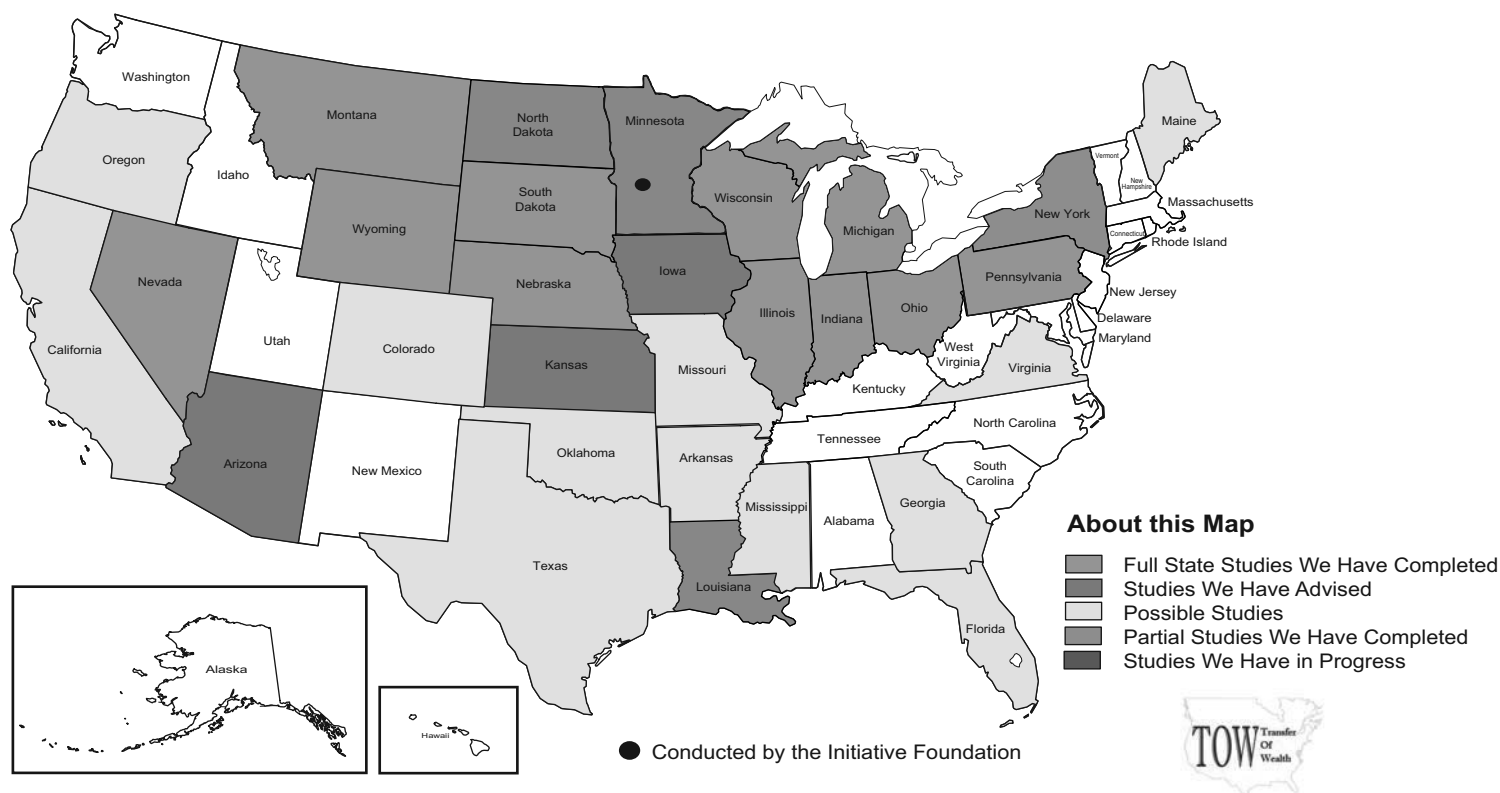 Washington
Oregon
Idaho
Montana
North
Dakota
Minnesota
South
Dakota
Wisconsin
Wyoming
Michigan
New York
Maine
Vermont
New
Hampshire
Massachusetts
Connecticut
Rhode Island
Nevada
Utah
California
Colorado
Nebraska
Iowa
Illinois
Indiana
Ohio
Pennsylvania
New Jersey
Delaware
Maryland
West
Virginia
Virginia
Kansas
Missouri
Kentucky
Arizona
New Mexico
Oklahoma
Arkansas
Tennessee
North Carolina
South
Carolina
Mississippi
Alabama
Georgia
Texas
Louisiana
Florida
Alaska
Hawaii
About this Map
Full State Studies We Have Completed
Studies We Have Advised
Possible Studies
Partial Studies We Have Completed
Studies We Have in Progress
Conducted by the Initiative Foundation
TOW
Transfer
Of
Wealth